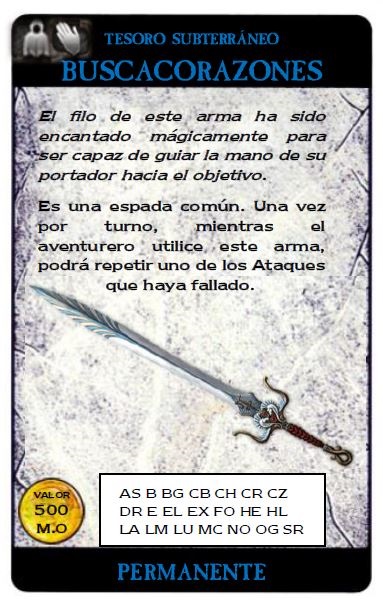 TESORO SUBTERRÁNEO
BUSCACORAZONES
El filo de este arma ha sido
encantado mágicamente para
ser capaz de guiar la mano de su
portador hacia el objetivo.
Es una espada común. Una vez
por turno, mientras el
aventurero utilice este arma,
podrá repetir uno de los Ataques
que haya fallado.
VALOR
500
M.O
AS B BG CB CH CR CZ
DR E EL EX FO HE HL
LA LM LU MC NO OG SR
PERMANENTE